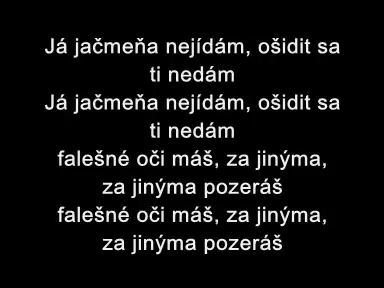 Já jačmeňa nejídám, ošidit sa
ti nedám
Já jačmeňa nejídám, ošidit sa
ti nedám
falešné oči máš, za jinýma,
za jinýma pozeráš
falešné oči máš, za jinýma,
za jinýma pozeráš